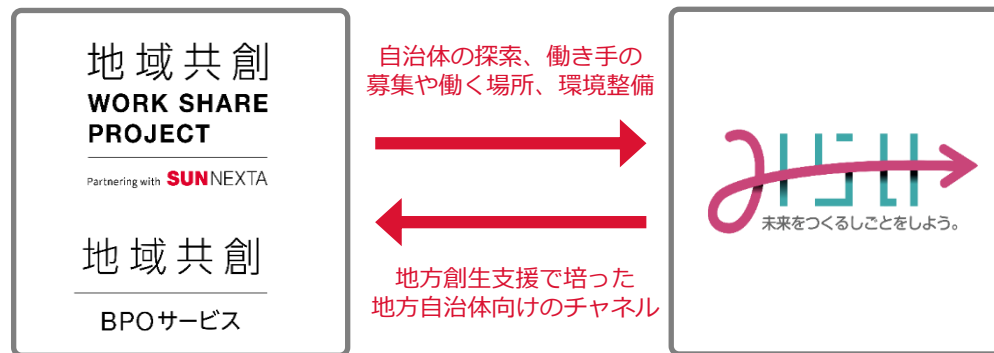 地域共創
WORK SHARE
PROJECT
Partnering with SUNNEXTA
地域共創
BPOサービス
自治体の探索、働き手の
募集や働く場所、環境整備
地方創生支援で培った
地方自治体向けのチャネル
みらい
未来をつくるしごとをしよう。